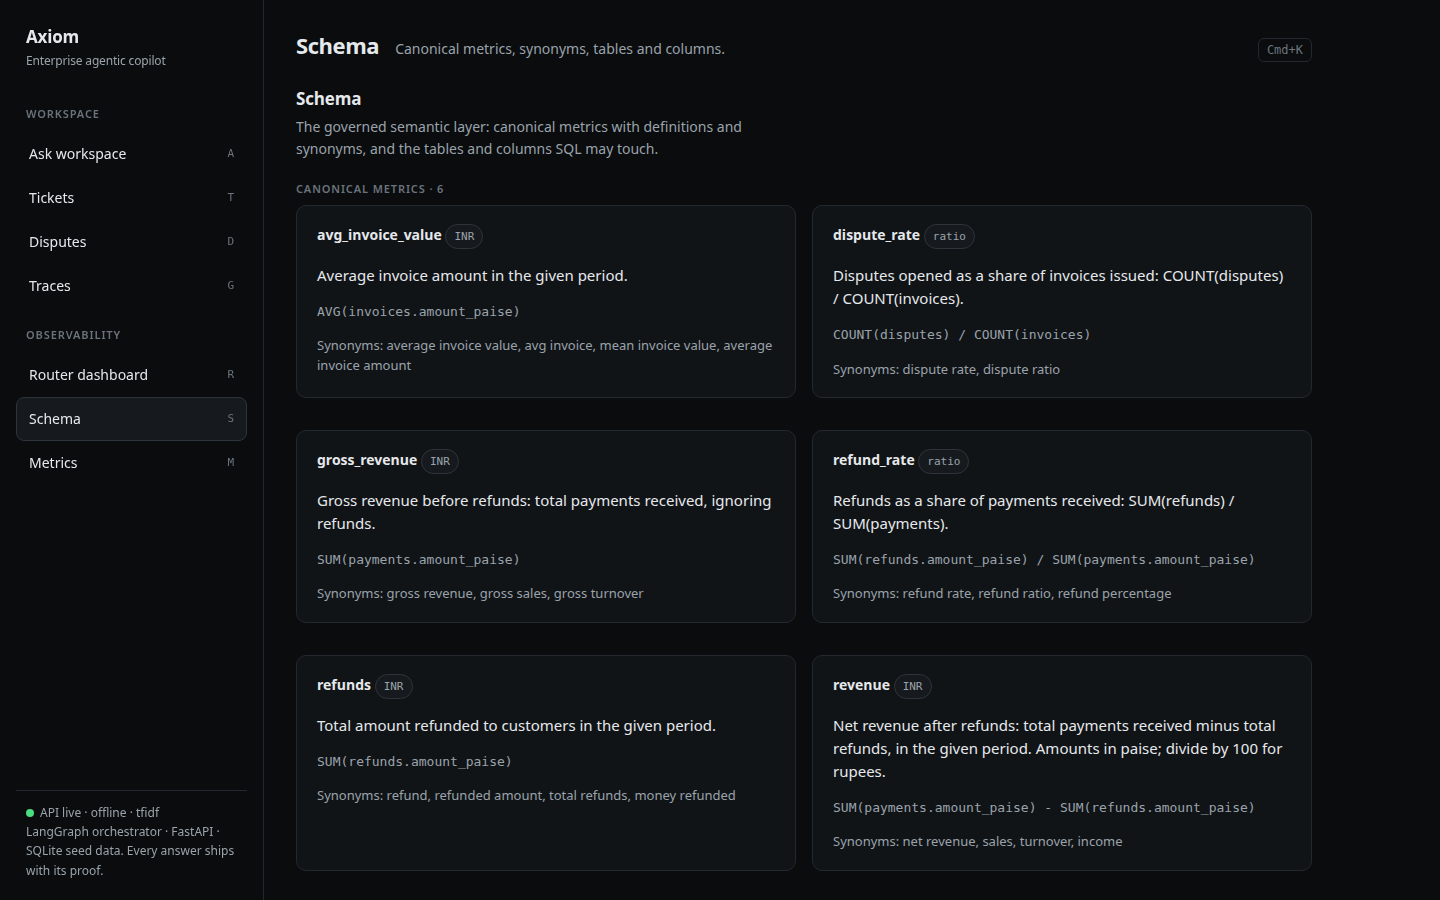 Axiom
Enterprise agentic copilot
WORKSPACE
Ask workspace A
Tickets T
Disputes D
Traces G
OBSERVABILITY
Router dashboard R
Schema S
Metrics M
API live · offline · tfidf
LangGraph orchestrator · FastAPI ·
SQLite seed data. Every answer ships
with its proof.
Schema Canonical metrics, synonyms, tables and columns.
Cmd+K
Schema
The governed semantic layer: canonical metrics with definitions and
synonyms, and the tables and columns SQL may touch.
CANONICAL METRICS · 6
avg_invoice_value INR
Average invoice amount in the given period.
AVG(invoices.amount_paise)
Synonyms: average invoice value, avg invoice, mean invoice value, average
invoice amount
dispute_rate ratio
Disputes opened as a share of invoices issued: COUNT(disputes)
/ COUNT(invoices).
COUNT(disputes) / COUNT(invoices)
Synonyms: dispute rate, dispute ratio
gross_revenue INR
Gross revenue before refunds: total payments received, ignoring
refunds.
SUM(payments.amount_paise)
Synonyms: gross revenue, gross sales, gross turnover
refund_rate ratio
Refunds as a share of payments received: SUM(refunds) /
SUM(payments).
SUM(refunds.amount_paise) / SUM(payments.amount_paise)
Synonyms: refund rate, refund ratio, refund percentage
refunds INR
Total amount refunded to customers in the given period.
SUM(refunds.amount_paise)
Synonyms: refund, refunded amount, total refunds, money refunded
revenue INR
Net revenue after refunds: total payments received minus total
refunds, in the given period. Amounts in paise; divide by 100 for
rupees.
SUM(payments.amount_paise) - SUM(refunds.amount_paise)
Synonyms: net revenue, sales, turnover, income